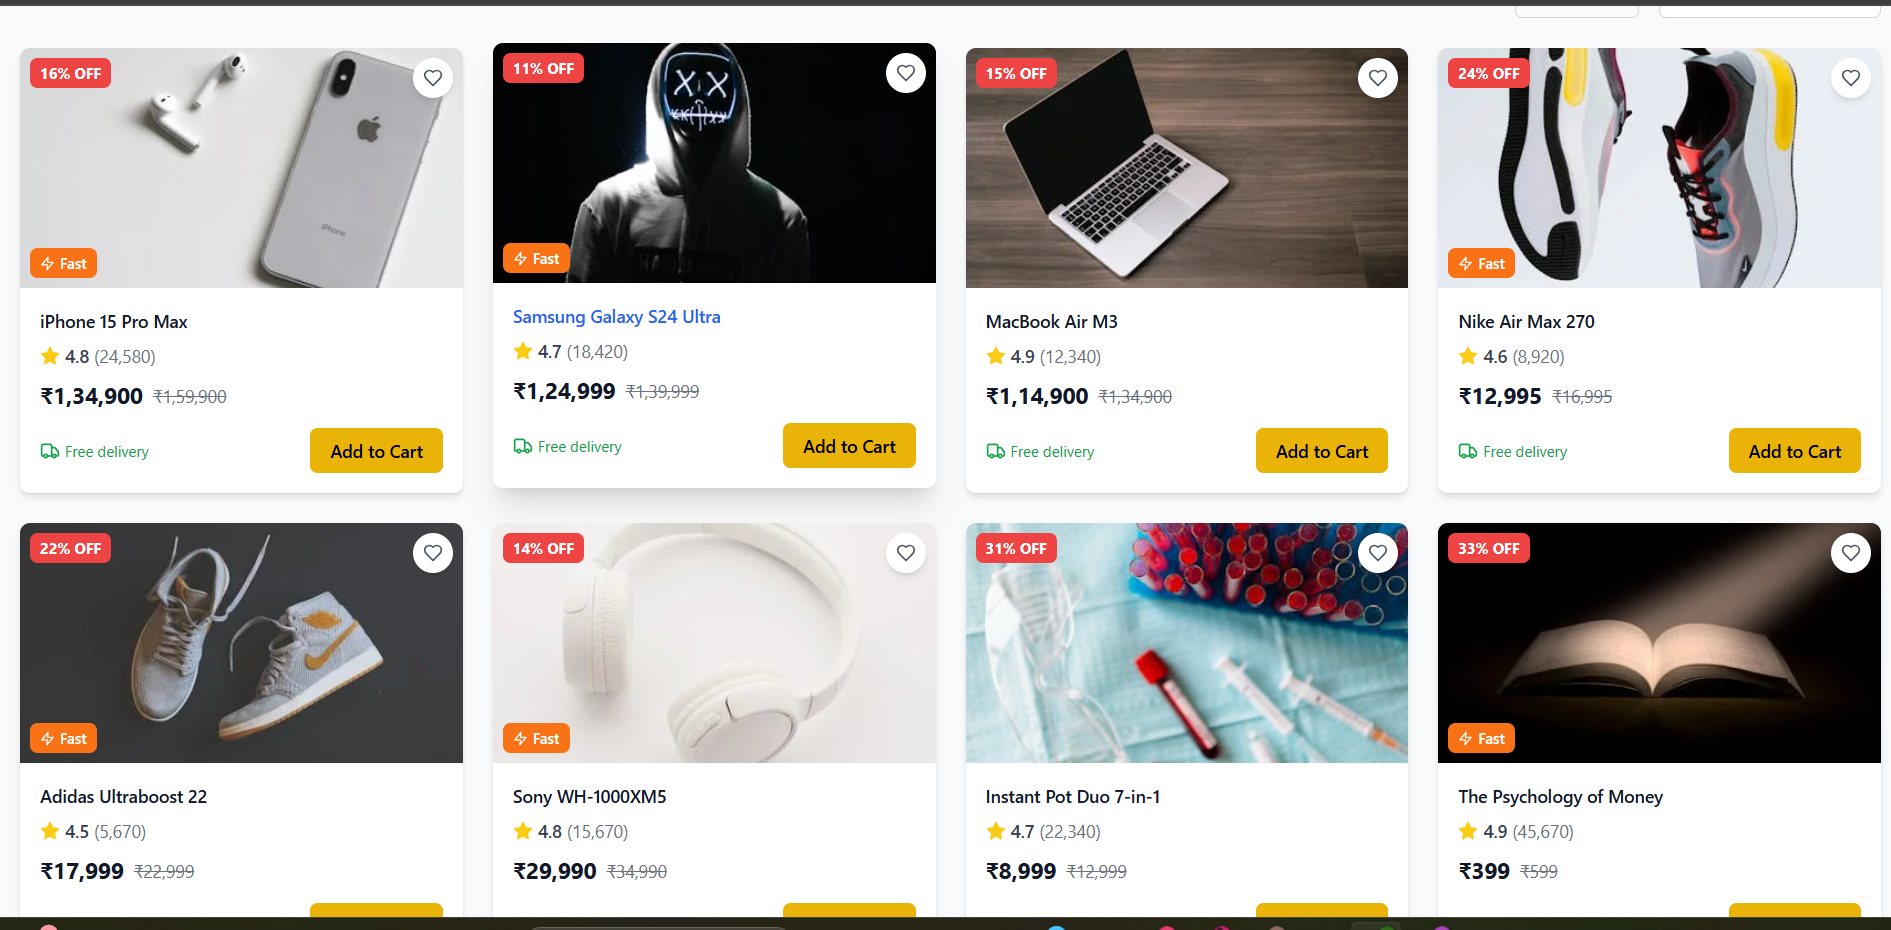 16% OFF
iPhone
Fast
iPhone 15 Pro Max
4.8 (24,580)
₹1,34,900 ₹1,59,900
Free delivery
Add to Cart
11% OFF
Fast
Samsung Galaxy S24 Ultra
4.7 (18,420)
₹1,24,999 ₹1,39,999
Free delivery
Add to Cart
15% OFF
MacBook Air M3
4.9 (12,340)
₹1,14,900 ₹1,34,900
Free delivery
Add to Cart
24% OFF
Fast
Nike Air Max 270
4.6 (8,920)
₹12,995 ₹16,995
Free delivery
Add to Cart
22% OFF
Fast
Adidas Ultraboost 22
4.5 (5,670)
₹17,999 ₹22,999
14% OFF
Fast
Sony WH-1000XM5
4.8 (15,670)
₹29,990 ₹34,990
31% OFF
Instant Pot Duo 7-in-1
4.7 (22,340)
₹8,999 ₹12,999
33% OFF
Fast
The Psychology of Money
4.9 (45,670)
₹399 ₹599